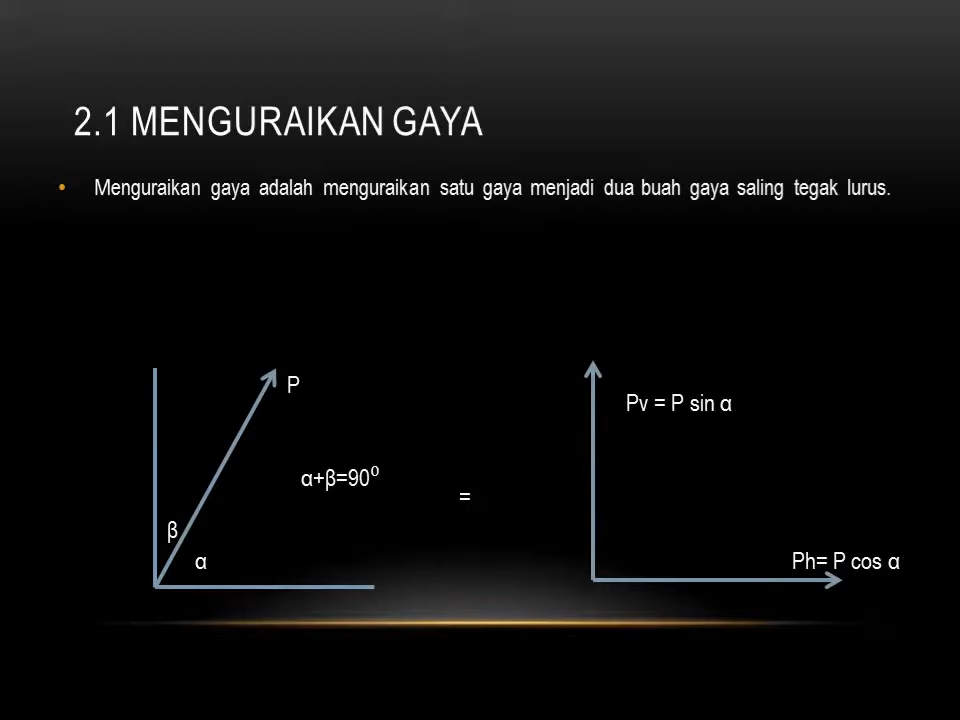 2.1 MENGURAIKAN GAYA
• Menguraikan gaya adalah menguraikan satu gaya menjadi dua buah gaya saling tegak lurus.
P
Pv = P sin α
α+β=90⁰
=
β
α
Ph= P cos α